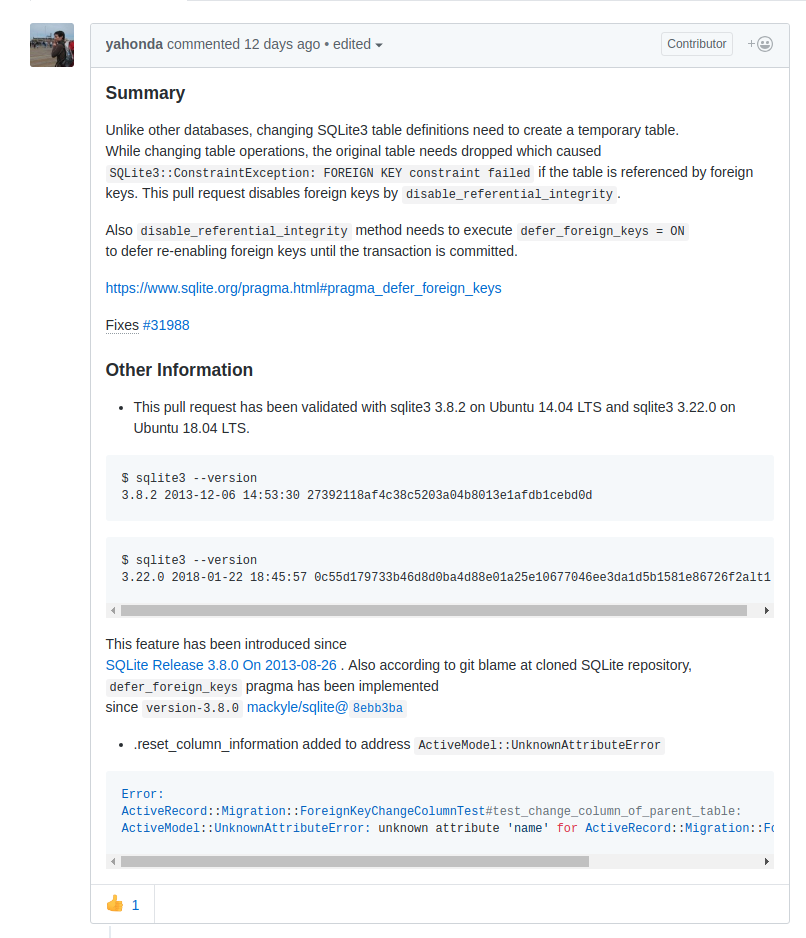 yahonda commented 12 days ago • edited
Contributor
Summary
Unlike other databases, changing SQLite3 table definitions need to create a temporary table.
While changing table operations, the original table needs dropped which caused
SQLite3::ConstraintException: FOREIGN KEY constraint failed if the table is referenced by foreign
keys. This pull request disables foreign keys by disable_referential_integrity .
Also disable_referential_integrity method needs to execute defer_foreign_keys = ON
to defer re-enabling foreign keys until the transaction is committed.
https://www.sqlite.org/pragma.html#pragma_defer_foreign_keys
Fixes #31988
Other Information
• This pull request has been validated with sqlite3 3.8.2 on Ubuntu 14.04 LTS and sqlite3 3.22.0 on
Ubuntu 18.04 LTS.
$ sqlite3 --version
3.8.2 2013-12-06 14:53:30 27392118af4c38c5203a04b8013e1afdb1cebd0d
$ sqlite3 --version
3.22.0 2018-01-22 18:45:57 0c55d179733b46d8d0ba4d88e01a25e10677046ee3da1d5b1581e86726f2alt1
This feature has been introduced since
SQLite Release 3.8.0 On 2013-08-26 . Also according to git blame at cloned SQLite repository,
defer_foreign_keys pragma has been implemented
since version-3.8.0 mackyle/sqlite@ 8ebb3ba
• .reset_column_information added to address ActiveModel::UnknownAttributeError
Error:
ActiveRecord::Migration::ForeignKeyChangeColumnTest#test_change_column_of_parent_table:
ActiveModel::UnknownAttributeError: unknown attribute 'name' for ActiveRecord::Migration::Fo
👍 1